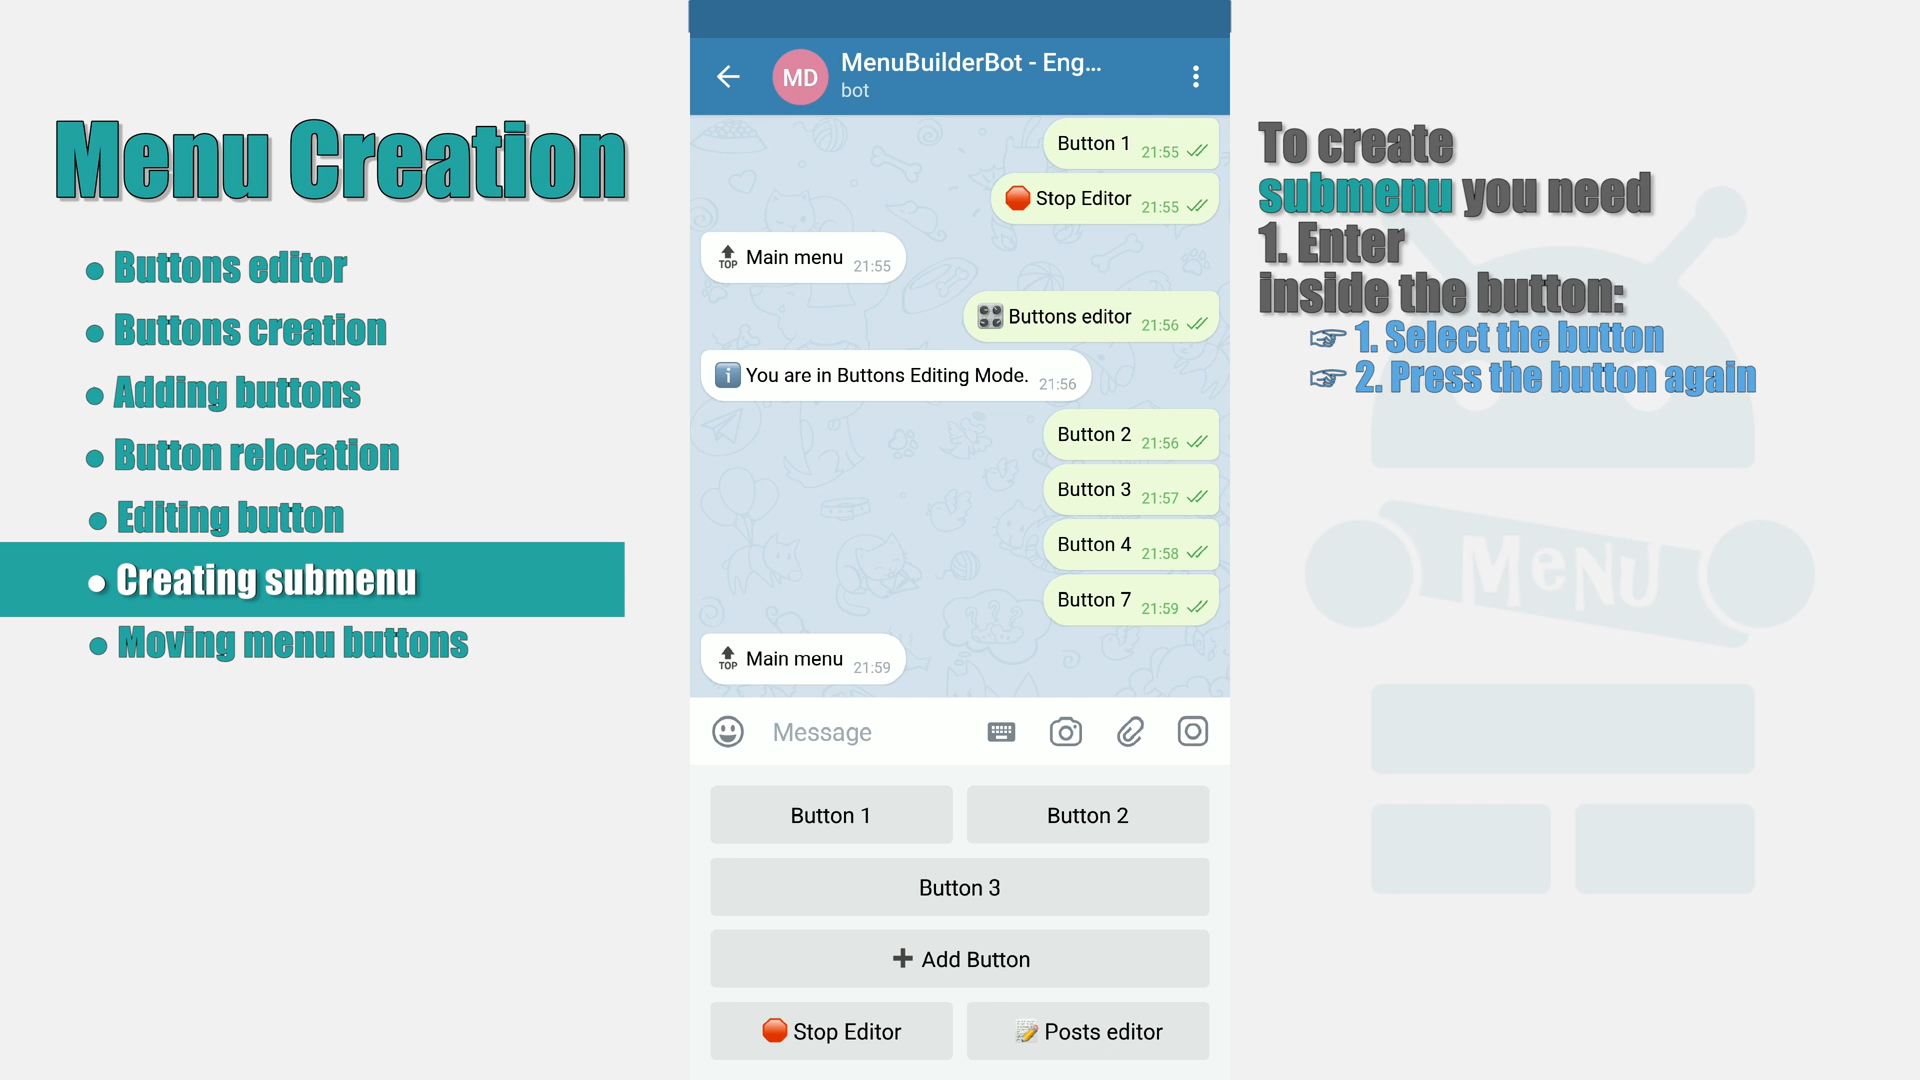 Menu Creation
• Buttons editor
• Buttons creation
• Adding buttons
• Button relocation
• Editing button
• Creating submenu
• Moving menu buttons
MD
MenuBuilderBot - Eng...
bot
Button 1 21:55
Stop Editor 21:55
TOP Main menu 21:55
Buttons editor 21:56
You are in Buttons Editing Mode. 21:56
Button 2 21:56
Button 3 21:57
Button 4 21:58
Button 7 21:59
TOP Main menu 21:59
Message
Button 1
Button 2
Button 3
Add Button
Stop Editor
Posts editor
To create
submenu you need
1. Enter
inside the button:
1. Select the button
2. Press the button again
MeNU